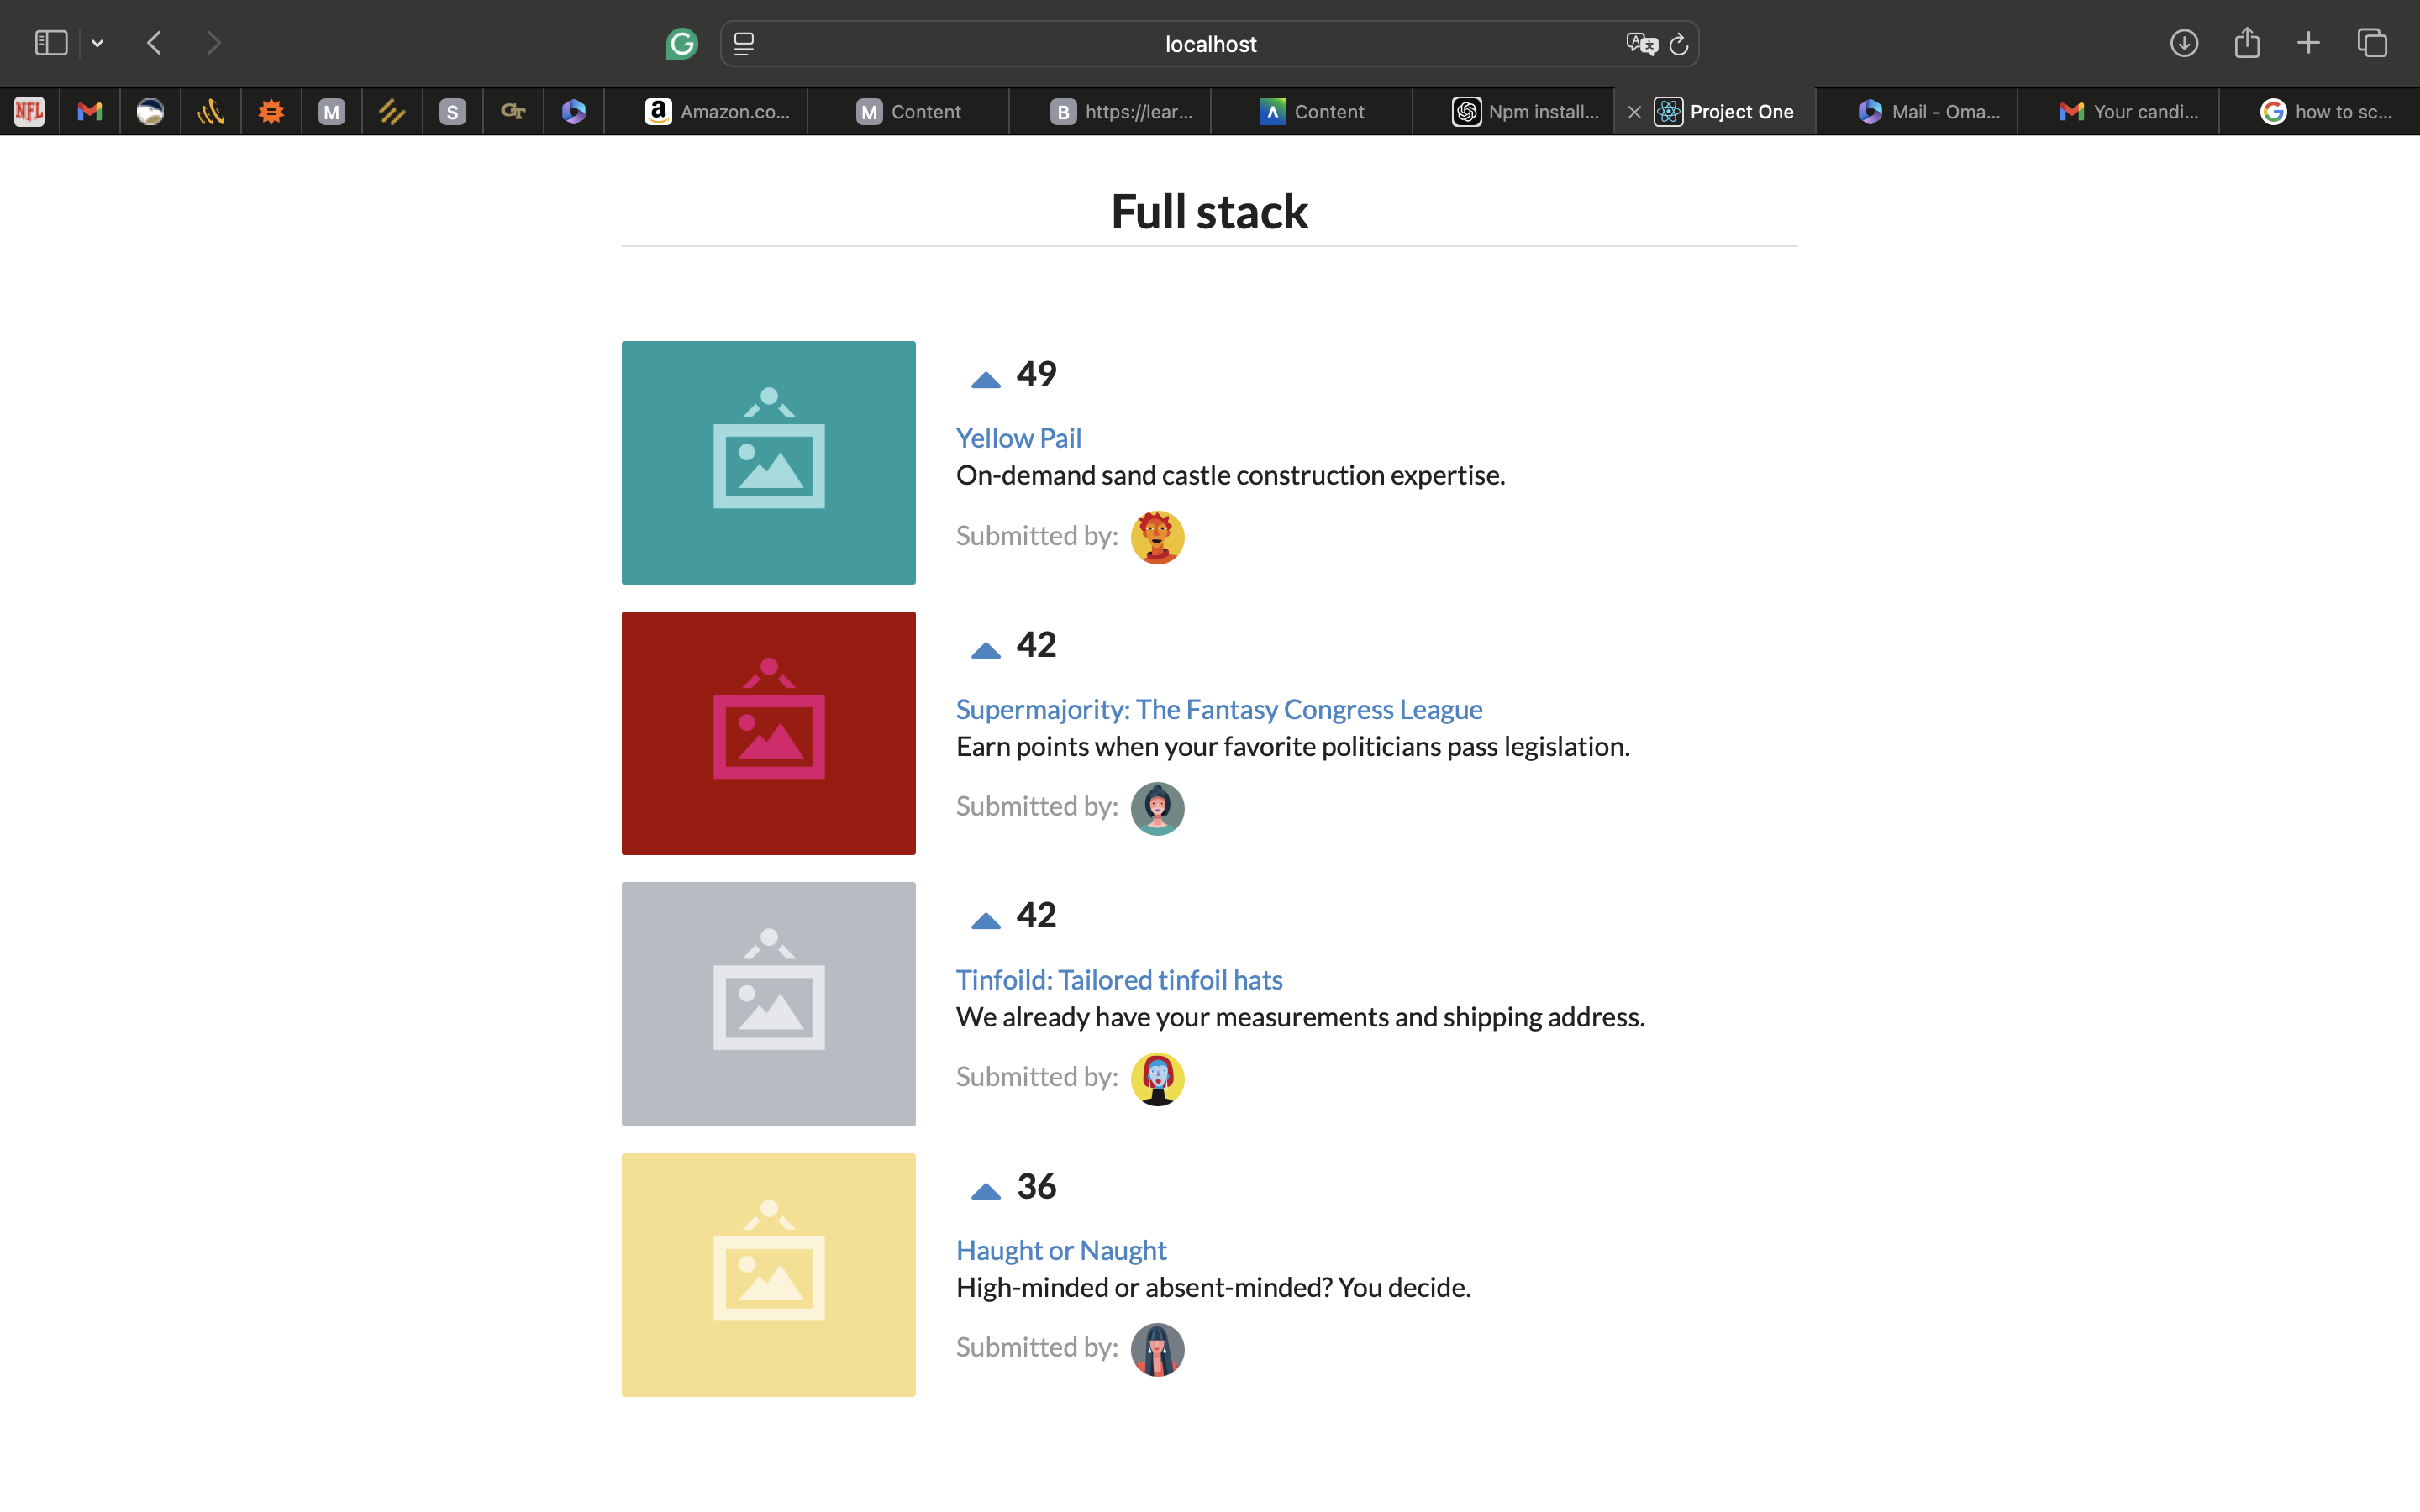 localhost
NFL
M
S
GT
a Amazon.co...
M Content
B https://lear...
Content
Npm install...
Project One
Mail - Oma...
Your candi...
G how to sc...
Full stack
49
Yellow Pail
On-demand sand castle construction expertise.
Submitted by:
42
Supermajority: The Fantasy Congress League
Earn points when your favorite politicians pass legislation.
Submitted by:
42
Tinfoild: Tailored tinfoil hats
We already have your measurements and shipping address.
Submitted by:
36
Haught or Naught
High-minded or absent-minded? You decide.
Submitted by: